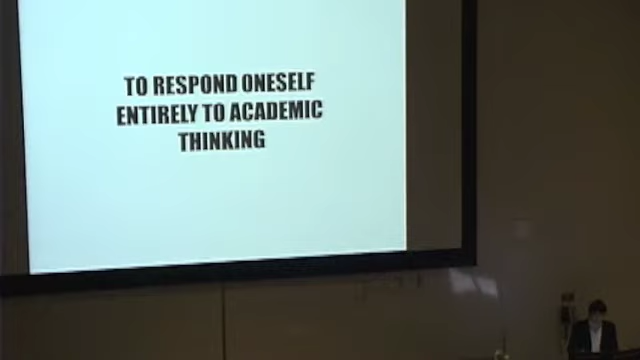 TO RESPOND ONESELF
ENTIRELY TO ACADEMIC
THINKING